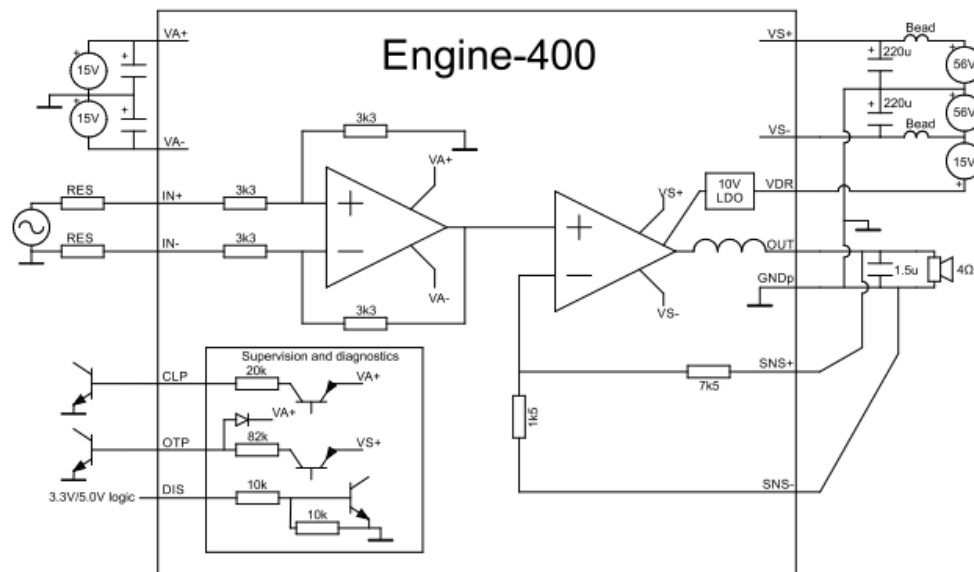 Engine-400
VA+
15V
15V
VA-
RES
IN+
3k3
RES
IN-
3k3
3k3
VA+
VA-
3k3
VS+
VS-
10V
LDO
VS+
220u
Bead
56V
220u
56V
VS-
Bead
15V
VDR
OUT
1.5u
4Ω
GNDp
SNS+
7k5
1k5
SNS-
Supervision and diagnostics
CLP
20k
VA+
VA+
OTP
82k
VS+
3.3V/5.0V logic
DIS
10k
10k